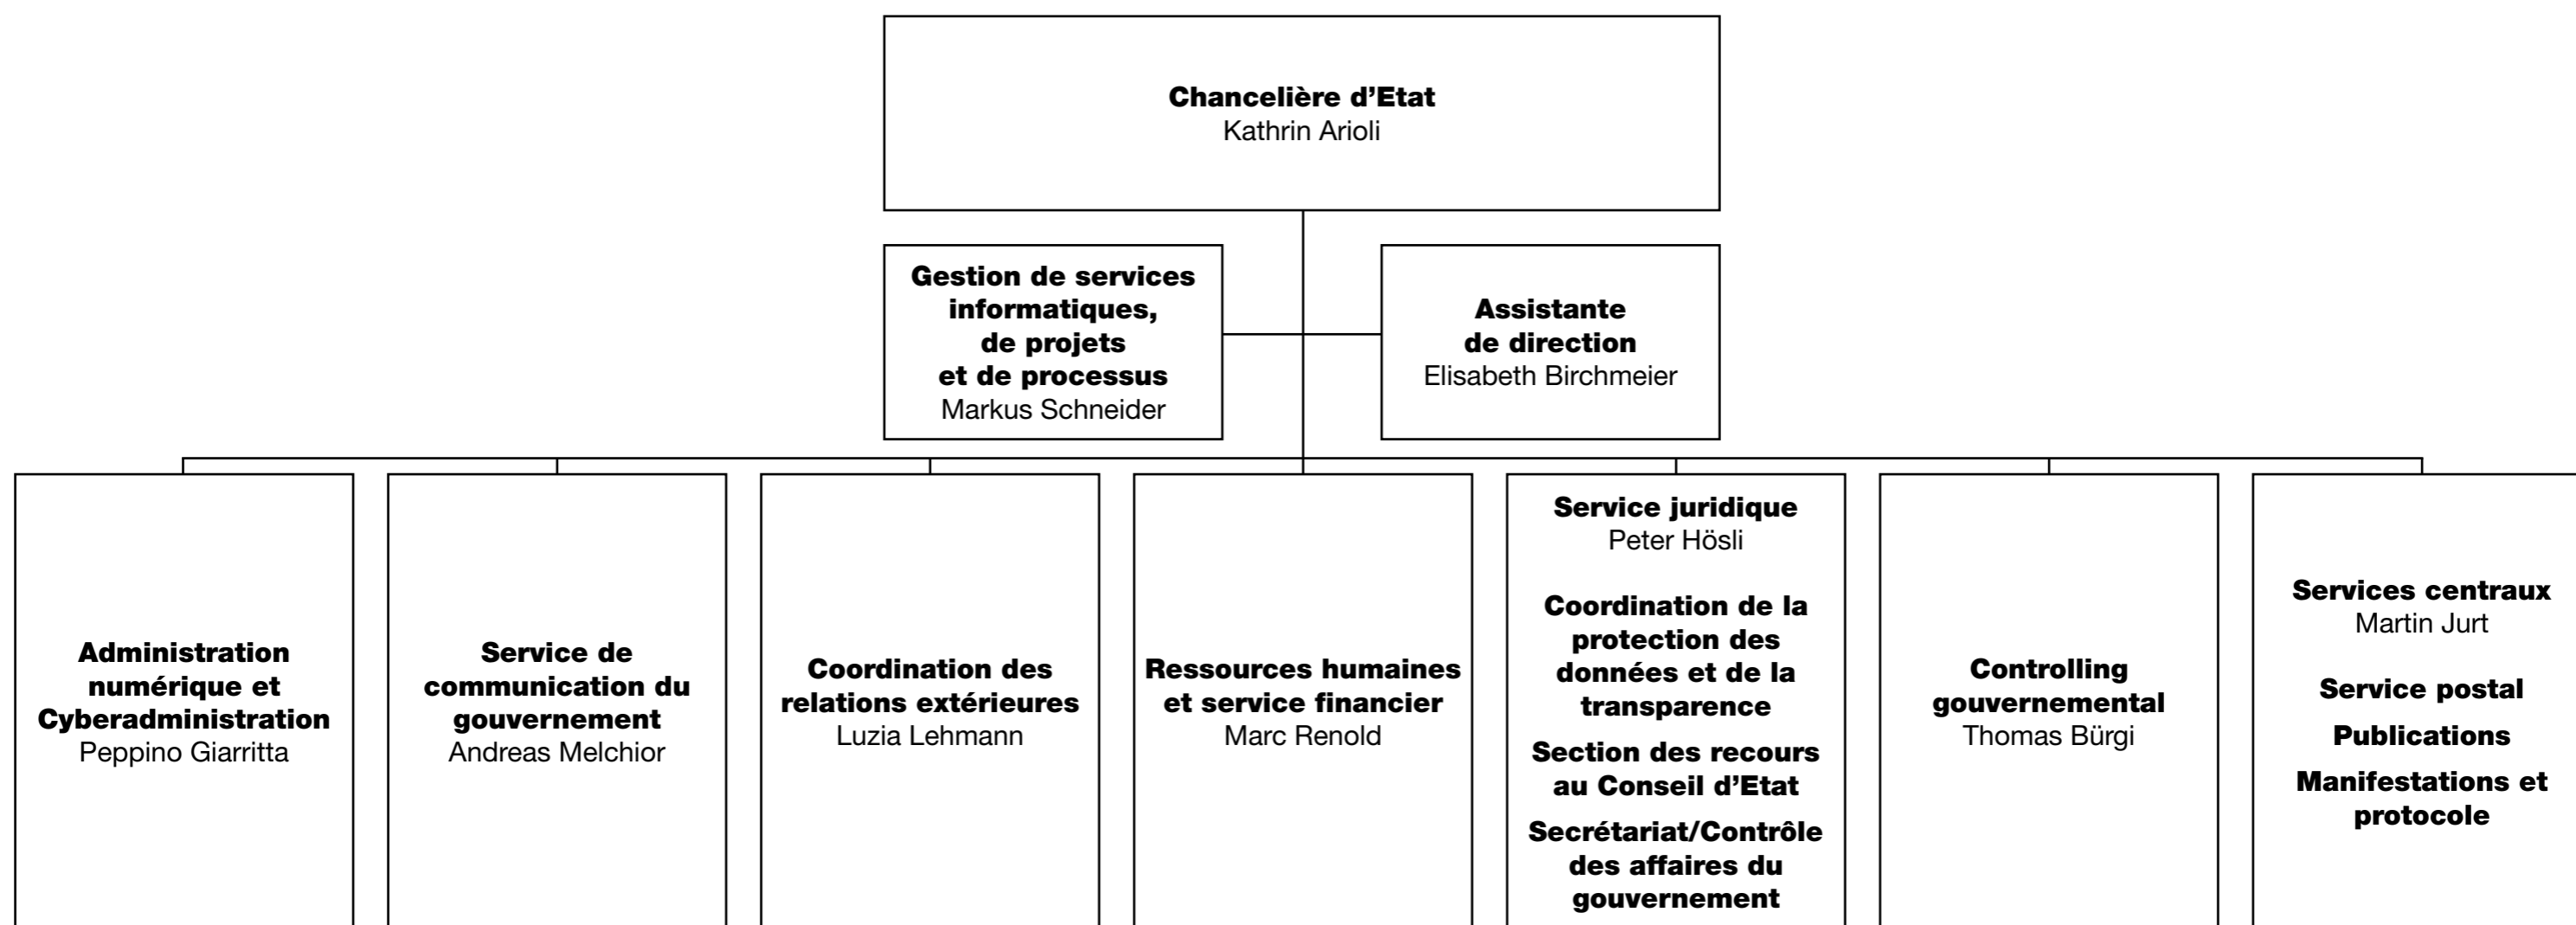 Chancelière d’Etat
Kathrin Arioli
Gestion de services
informatiques,
de projets
et de processus
Markus Schneider
Assistante
de direction
Elisabeth Birchmeier
Administration
numérique et
Cyberadministration
Peppino Giarritta
Service de
communication du
gouvernement
Andreas Melchior
Coordination des
relations extérieures
Luzia Lehmann
Ressources humaines
et service financier
Marc Renold
Service juridique
Peter Hösli
Coordination de la
protection des
données et de la
transparence
Section des recours
au Conseil d’Etat
Secrétariat/Contrôle
des affaires du
gouvernement
Controlling
gouvernemental
Thomas Bürgi
Services centraux
Martin Jurt
Service postal
Publications
Manifestations et
protocole